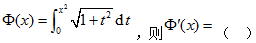 Φ(x)=∫₀^{x²} √(1+t²) dt ，则Φ′(x)=（ ）